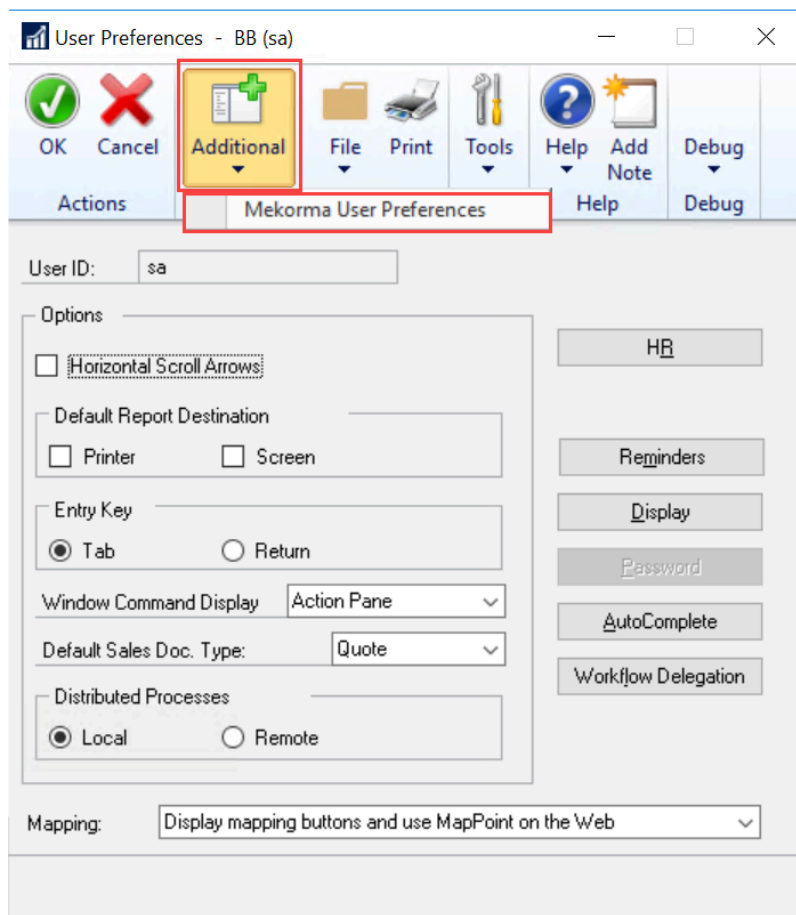 User Preferences - BB (sa)
OK Cancel Additional File Print Tools Help Add Note Debug
Actions Help Debug
Mekorma User Preferences
User ID: sa
Options
Horizontal Scroll Arrows
HR
Default Report Destination
Printer Screen
Reminders
Entry Key
Display
Tab Return
Password
Window Command Display Action Pane
AutoComplete
Default Sales Doc. Type: Quote
Workflow Delegation
Distributed Processes
Local Remote
Mapping: Display mapping buttons and use MapPoint on the Web